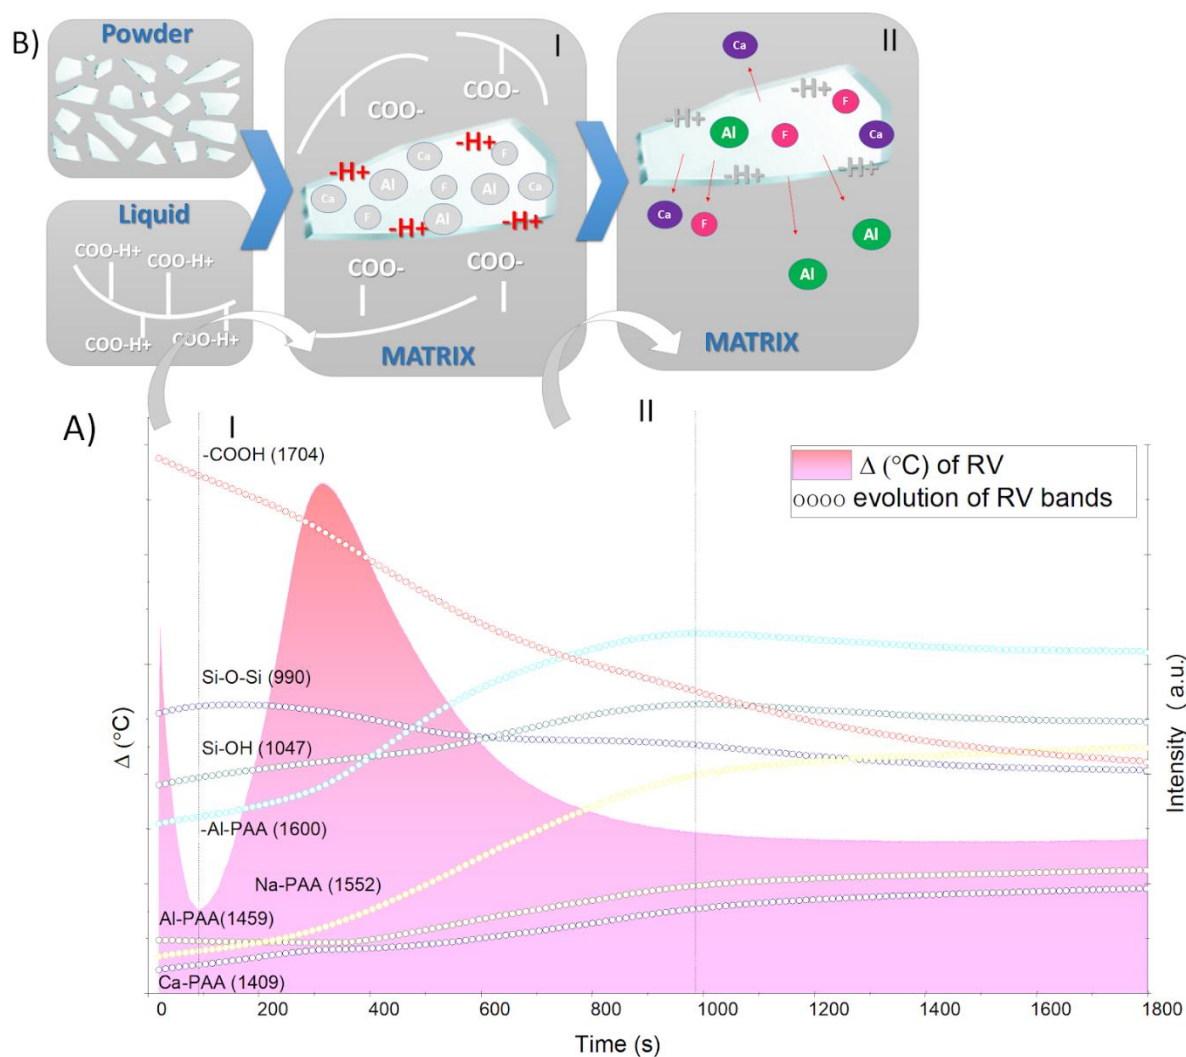 B)
Powder
Liquid
COO-H+
COO-H+
COO-H+
COO-H+
I
COO-
COO-
-H+
-H+
Ca
F
Al
Al
Ca
Ca
F
F
Al
-H+
-H+
COO-
COO-
MATRIX
II
Ca
-H+
F
-H+
Al
F
Ca
-H+
-H+
Ca
F
Al
Al
MATRIX
A)
I
II
-COOH (1704)
Δ (°C) of RV
evolution of RV bands
Si-O-Si (990)
Si-OH (1047)
-Al-PAA (1600)
Na-PAA (1552)
Al-PAA(1459)
Ca-PAA (1409)
Δ (°C)
Intensity ( a.u.)
0 200 400 600 800 1000 1200 1400 1600 1800
Time (s)